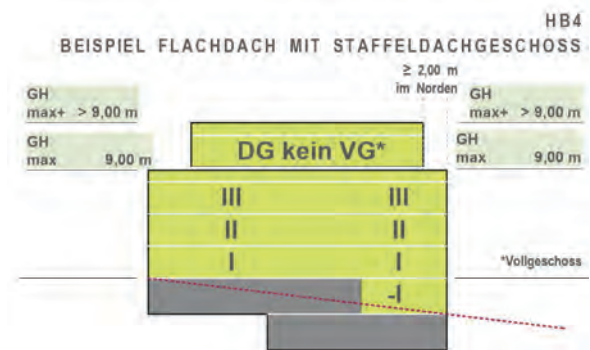 HB4
BEISPIEL FLACHDACH MIT STAFFELDACHGESCHOSS
≥ 2,00 m
im Norden
GH
max+ > 9,00 m
GH
max+ > 9,00 m
GH
max 9,00 m
GH
max 9,00 m
DG kein VG*
III III
II II
I I
*Vollgeschoss
-I